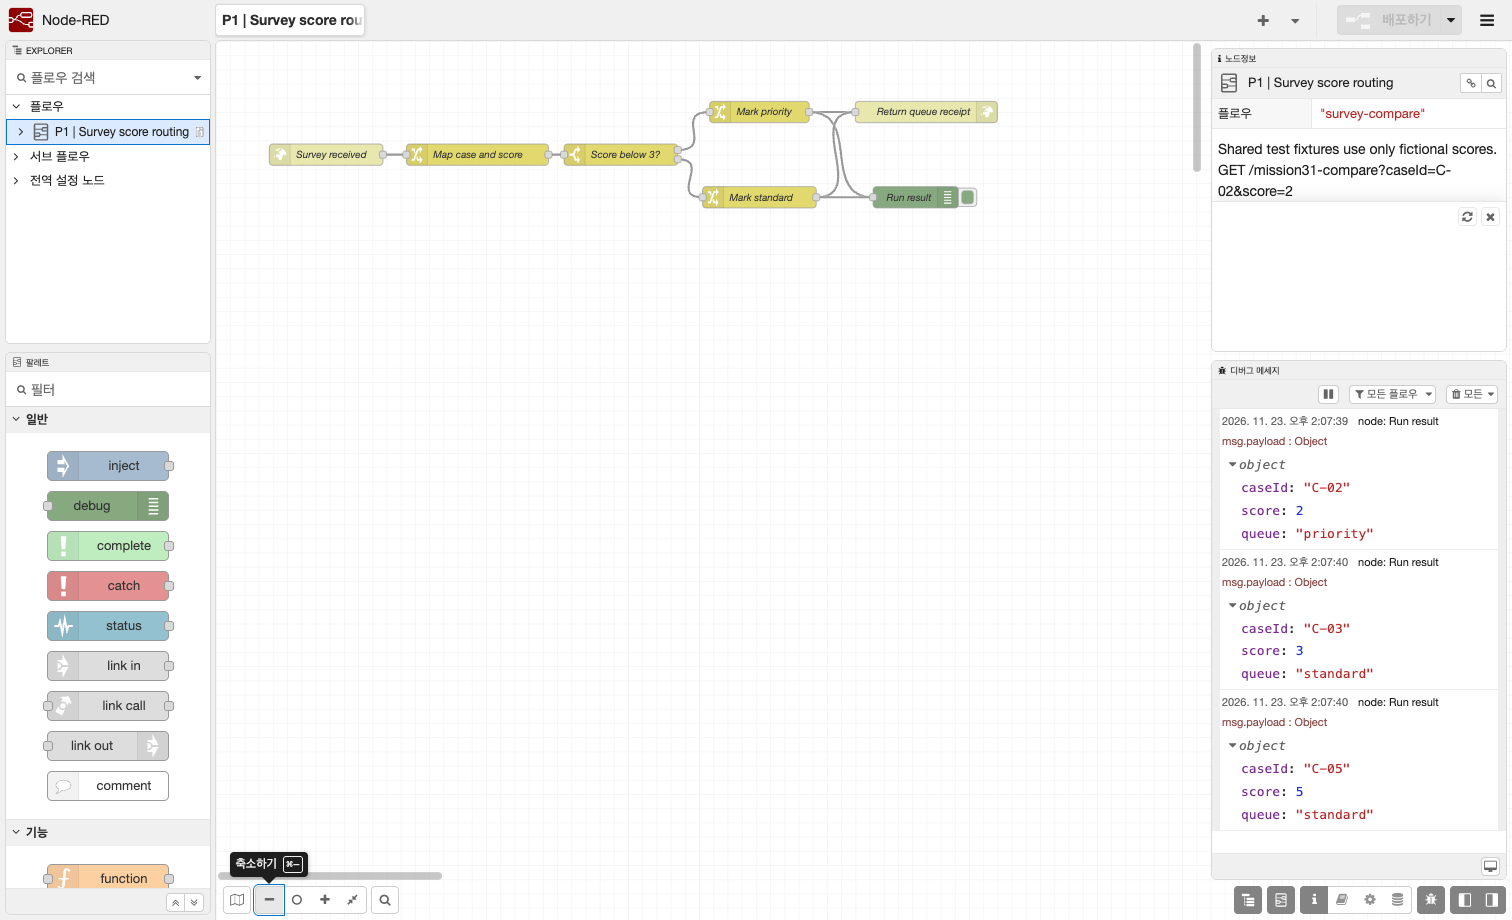 Node-RED
P1 | Survey score rou
배포하기
EXPLORER
플로우 검색
플로우
P1 | Survey score routing
서브 플로우
전역 설정 노드
팔레트
필터
일반
inject
debug
complete
catch
status
link in
link call
link out
comment
기능
function
Survey received
Map case and score
Score below 3?
Mark priority
Mark standard
Return queue receipt
Run result
축소하기 ⌘−
노드정보
P1 | Survey score routing
플로우 "survey-compare"
Shared test fixtures use only fictional scores.
GET /mission31-compare?caseId=C-
02&score=2
디버그 메세지
모든 플로우
모든
2026. 11. 23. 오후 2:07:39 node: Run result
msg.payload : Object
object
caseId: "C-02"
score: 2
queue: "priority"
2026. 11. 23. 오후 2:07:40 node: Run result
msg.payload : Object
object
caseId: "C-03"
score: 3
queue: "standard"
2026. 11. 23. 오후 2:07:40 node: Run result
msg.payload : Object
object
caseId: "C-05"
score: 5
queue: "standard"